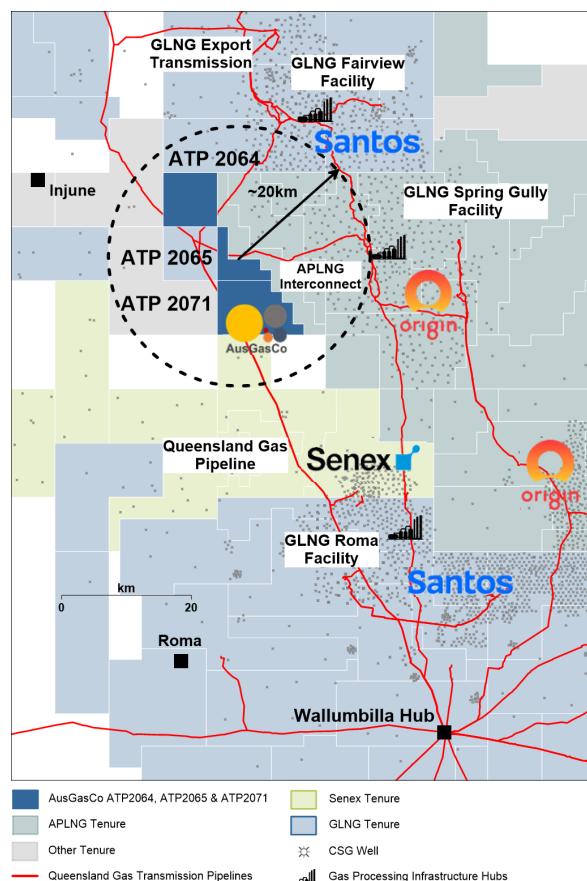 GLNG Export
Transmission
GLNG Fairview
Facility
Santos
ATP 2064
~20km
Injune
GLNG Spring Gully
Facility
ATP 2065
APLNG
Interconnect
ATP 2071
AusGasCo
origin
Queensland Gas
Pipeline
Senex
origin
GLNG Roma
Facility
Santos
km
0 20
Roma
Wallumbilla Hub
AusGasCo ATP2064, ATP2065 & ATP2071
Senex Tenure
APLNG Tenure
GLNG Tenure
Other Tenure
CSG Well
Queensland Gas Transmission Pipelines
Gas Processing Infrastructure Hubs